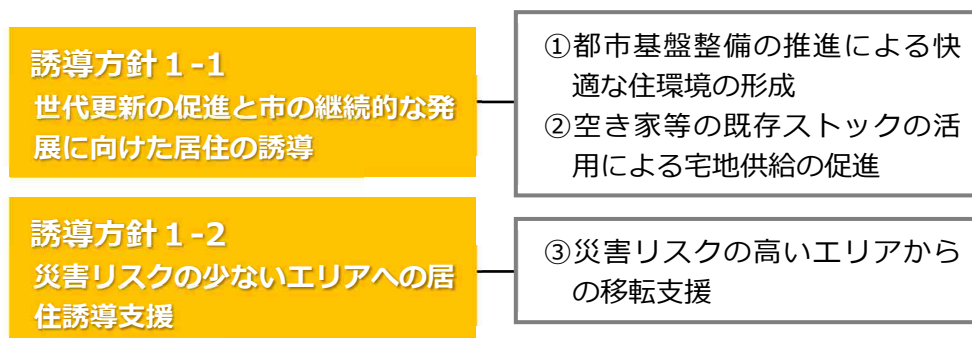 誘導方針１-1
世代更新の促進と市の継続的な発
展に向けた居住の誘導
①都市基盤整備の推進による快
適な住環境の形成
②空き家等の既存ストックの活
用による宅地供給の促進
誘導方針１-2
災害リスクの少ないエリアへの居
住誘導支援
③災害リスクの高いエリアから
の移転支援